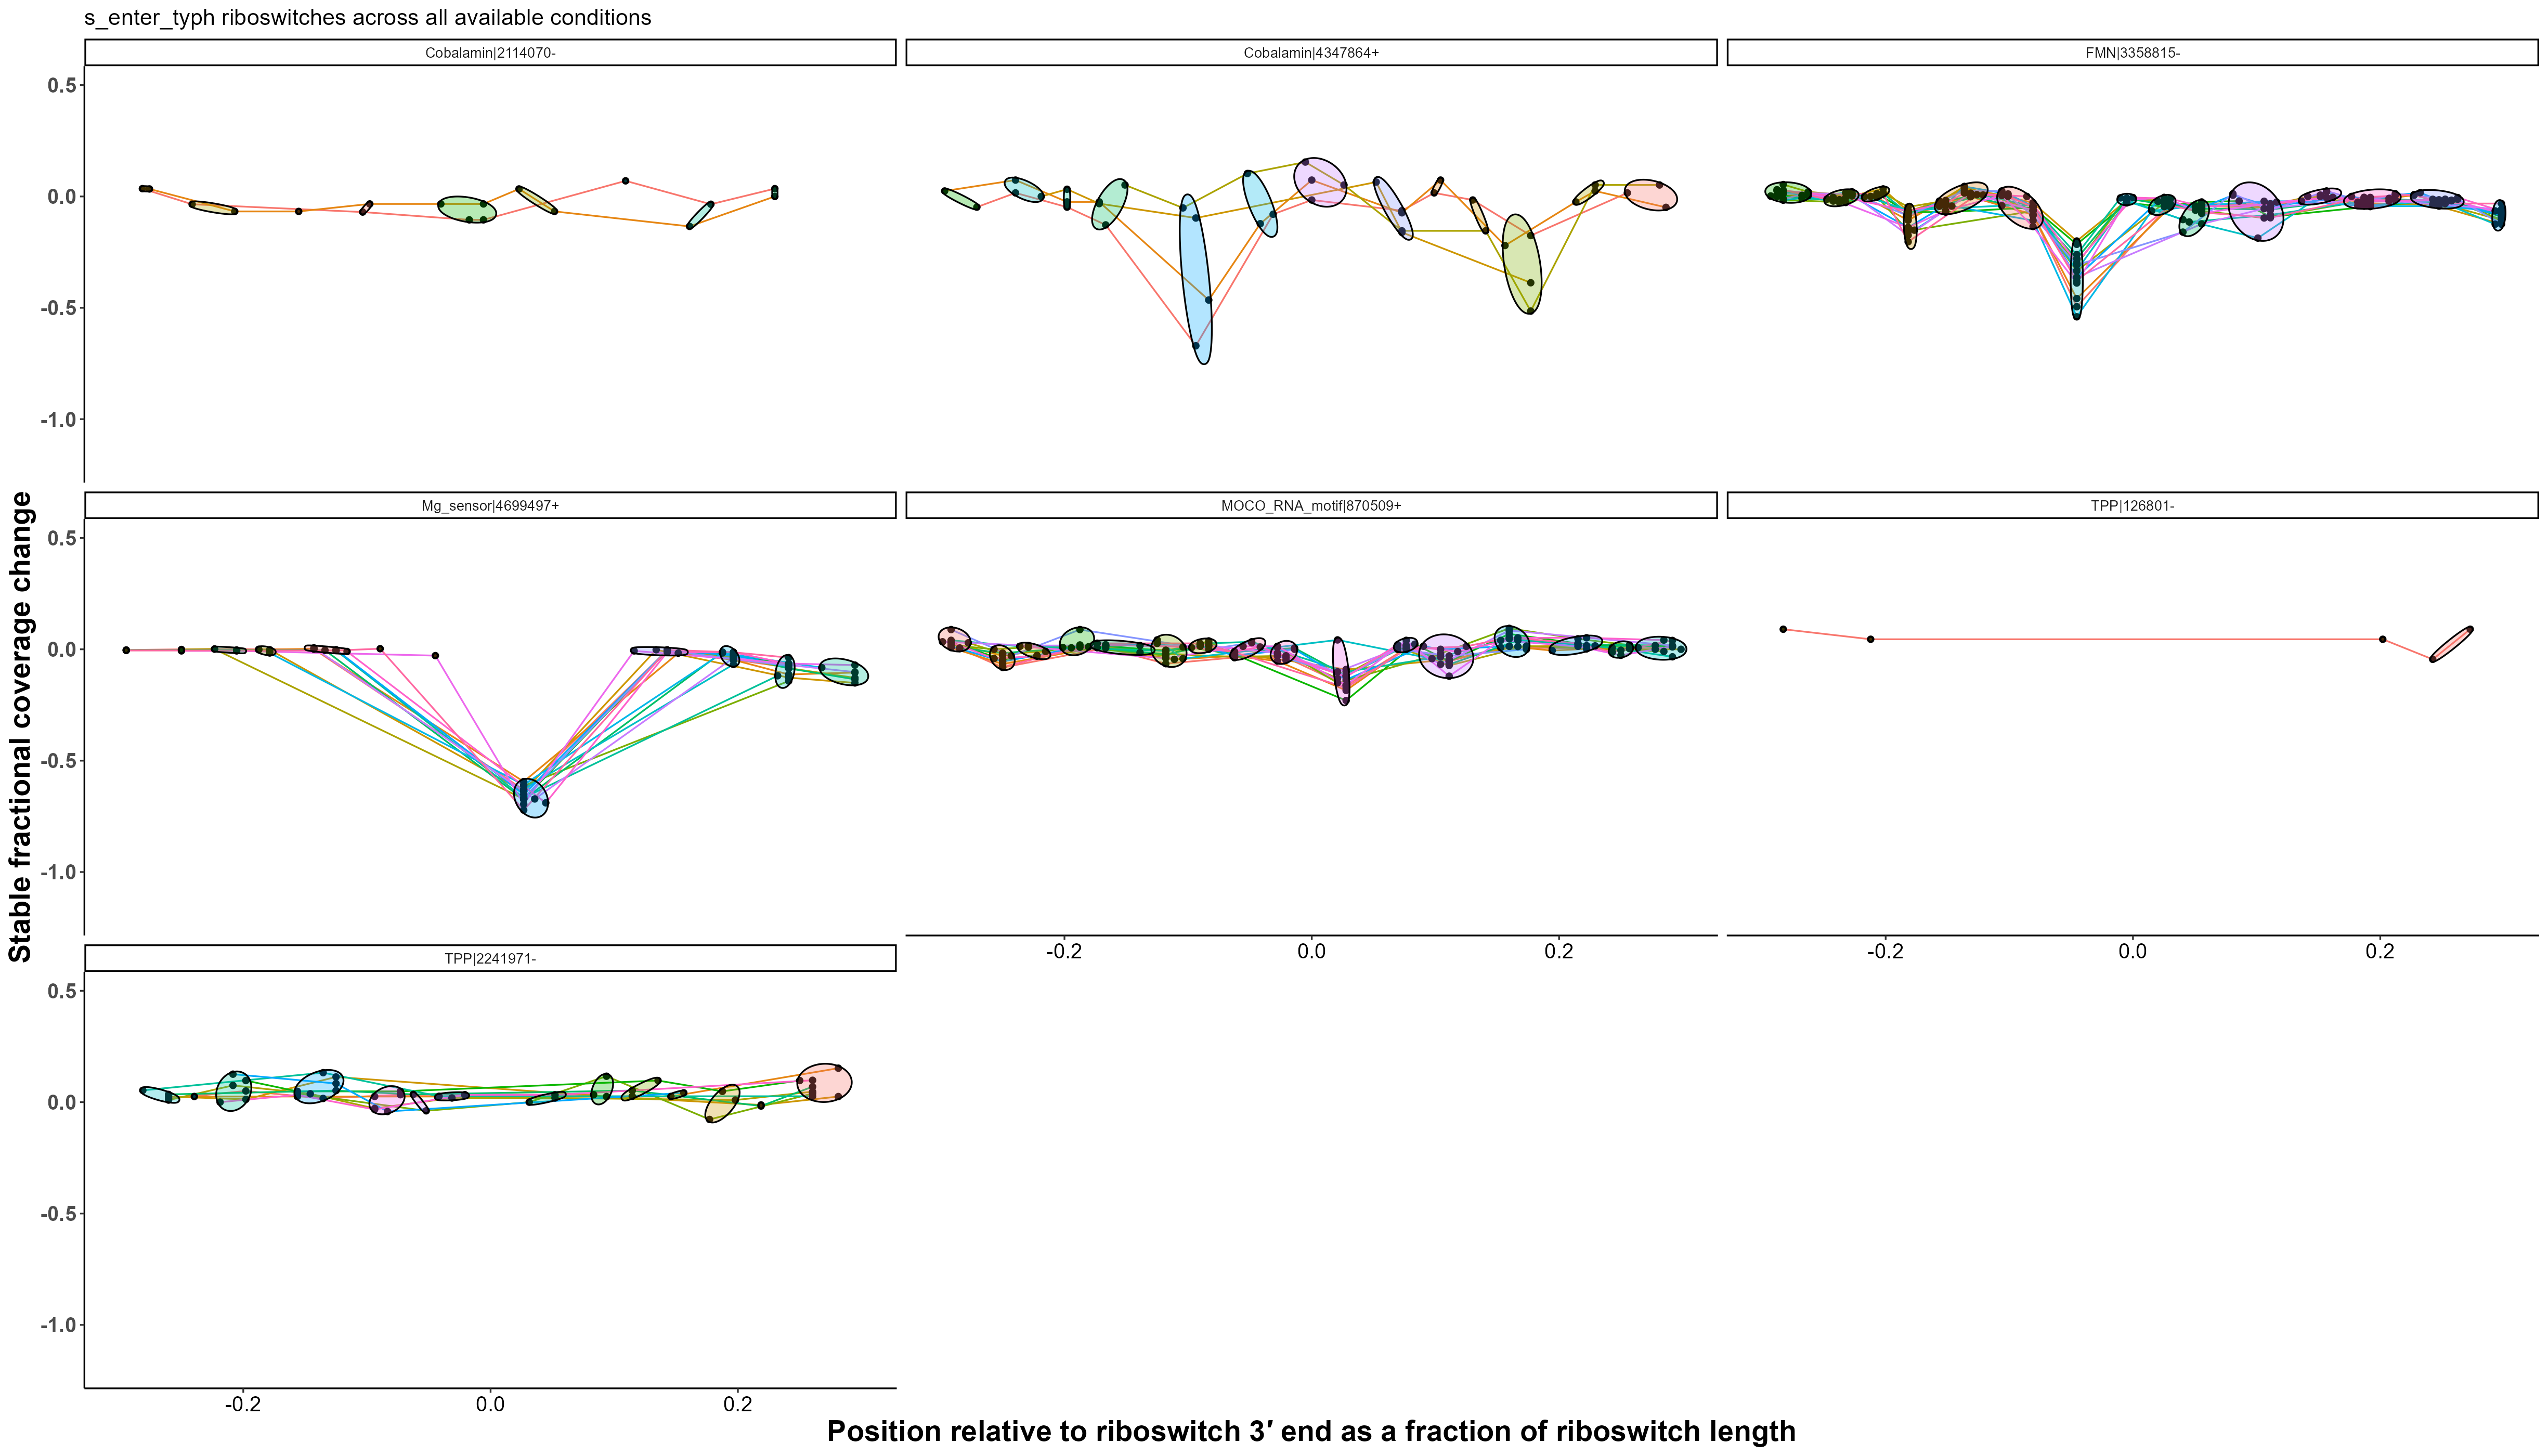 s_enter_typh riboswitches across all available conditions
Cobalamin|2114070-
Cobalamin|4347864+
FMN|3358815-
0.5
0.0
-0.5
-1.0
Mg_sensor|4699497+
MOCO_RNA_motif|870509+
TPP|126801-
0.5
0.0
-0.5
-1.0
-0.2
0.0
0.2
-0.2
0.0
0.2
TPP|2241971-
0.5
0.0
-0.5
-1.0
-0.2
0.0
0.2
Stable fractional coverage change
Position relative to riboswitch 3′ end as a fraction of riboswitch length